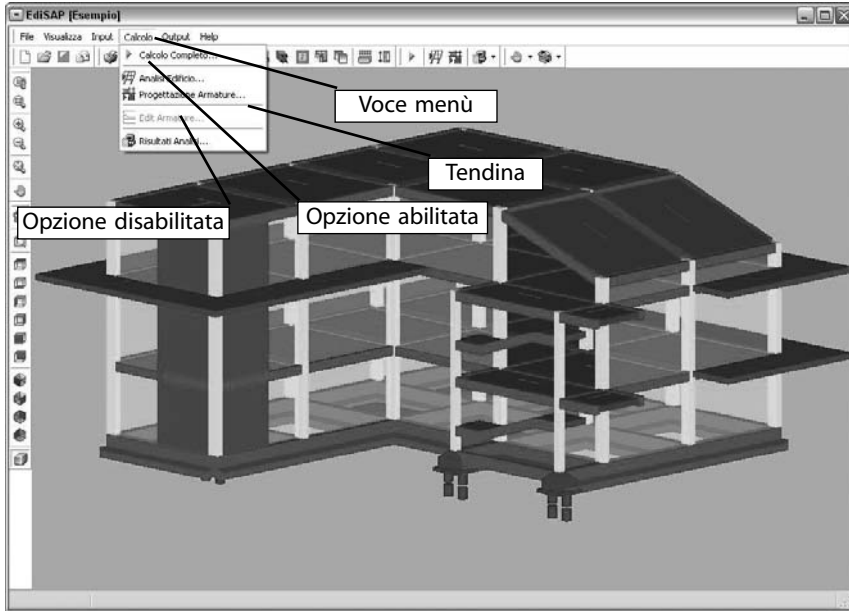 EdiSAP [Esempio]
File Visualizza Input Calcolo Output Help
Calcolo Completo...
Analisi Edificio...
Progettazione Armature...
Edit Armature...
Risultati Analisi...
Voce menù
Tendina
Opzione disabilitata
Opzione abilitata